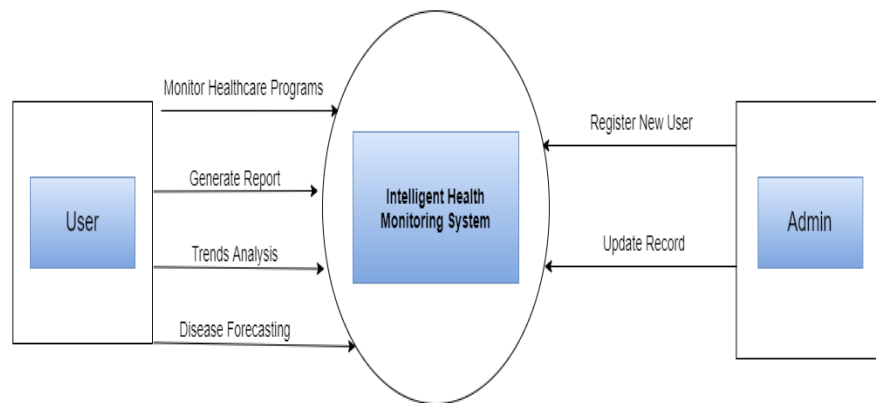 Monitor Healthcare Programs
Generate Report
User
Trends Analysis
Disease Forecasting
Intelligent Health
Monitoring System
Register New User
Update Record
Admin